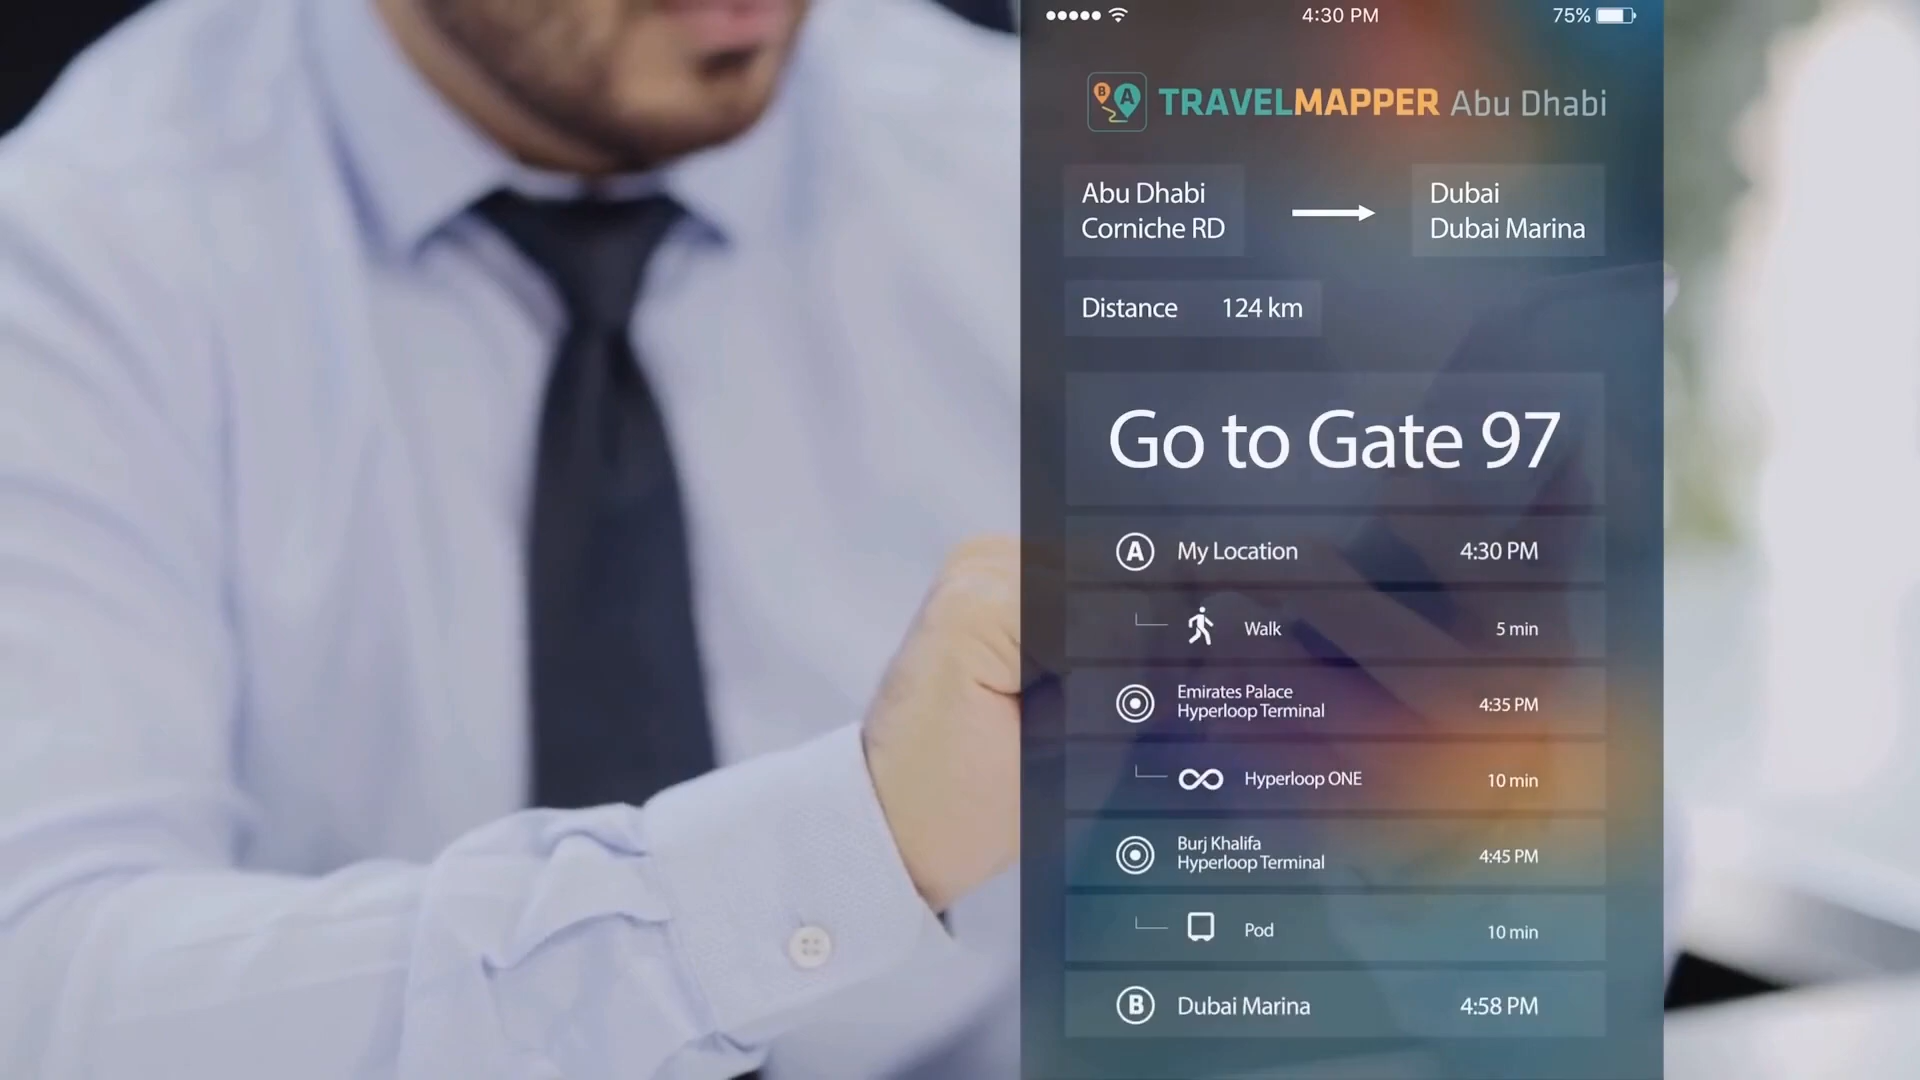 4:30 PM
75%
B A TRAVELMAPPER Abu Dhabi
Abu Dhabi
Corniche RD
Dubai
Dubai Marina
Distance 124 km
Go to Gate 97
A My Location 4:30 PM
Walk 5 min
Emirates Palace
Hyperloop Terminal 4:35 PM
Hyperloop ONE 10 min
Burj Khalifa
Hyperloop Terminal 4:45 PM
Pod 10 min
B Dubai Marina 4:58 PM